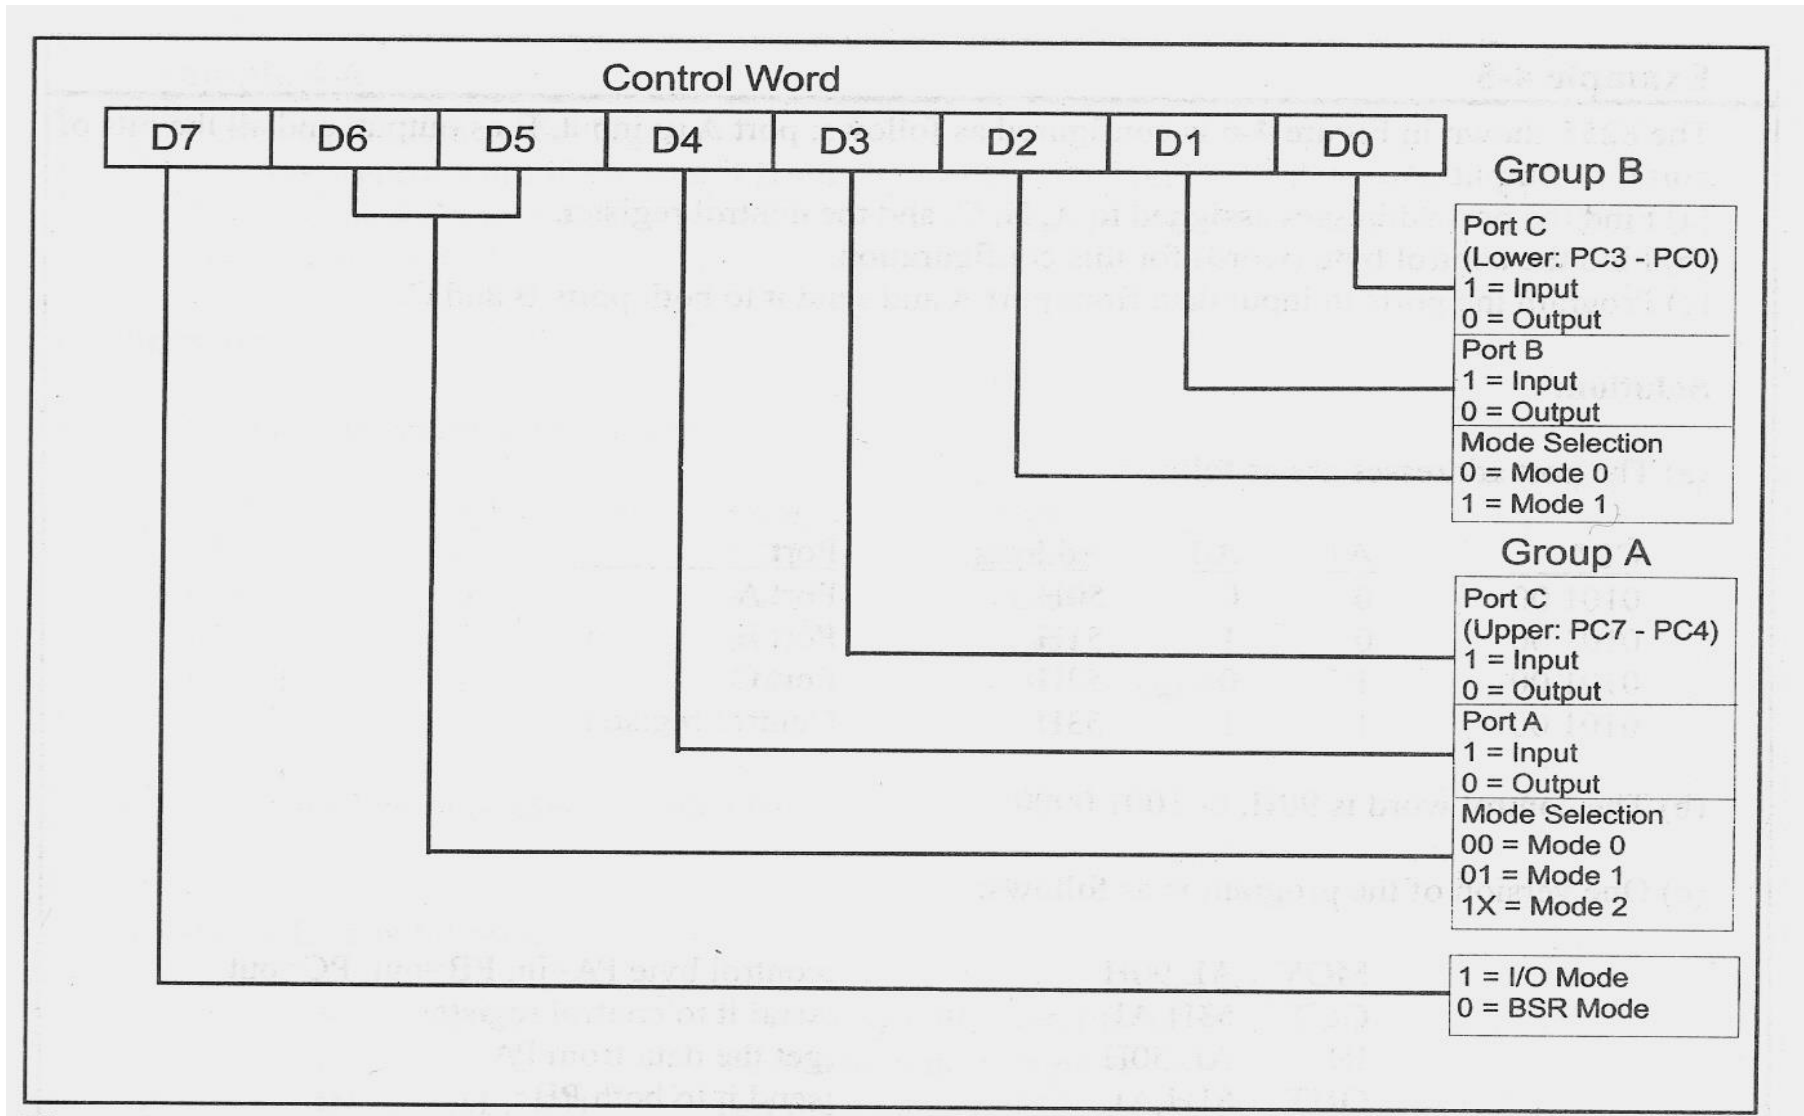 Control Word
D7 D6 D5 D4 D3 D2 D1 D0
Group B
Port C
(Lower: PC3 - PC0)
1 = Input
0 = Output
Port B
1 = Input
0 = Output
Mode Selection
0 = Mode 0
1 = Mode 1
Group A
Port C
(Upper: PC7 - PC4)
1 = Input
0 = Output
Port A
1 = Input
0 = Output
Mode Selection
00 = Mode 0
01 = Mode 1
1X = Mode 2
1 = I/O Mode
0 = BSR Mode